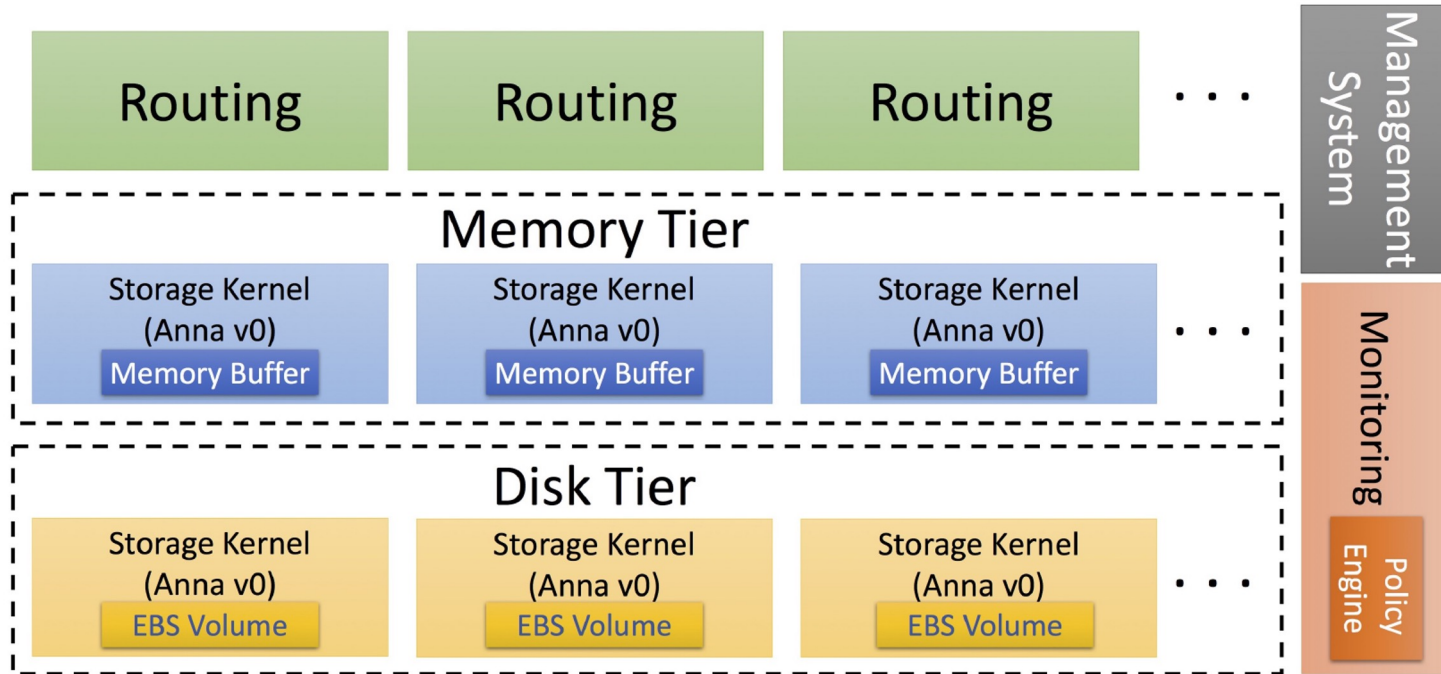 Routing
Routing
Routing
. . .
Memory Tier
Storage Kernel
(Anna v0)
Memory Buffer
Storage Kernel
(Anna v0)
Memory Buffer
Storage Kernel
(Anna v0)
Memory Buffer
. . .
Disk Tier
Storage Kernel
(Anna v0)
EBS Volume
Storage Kernel
(Anna v0)
EBS Volume
Storage Kernel
(Anna v0)
EBS Volume
. . .
Management
System
Monitoring
Policy
Engine